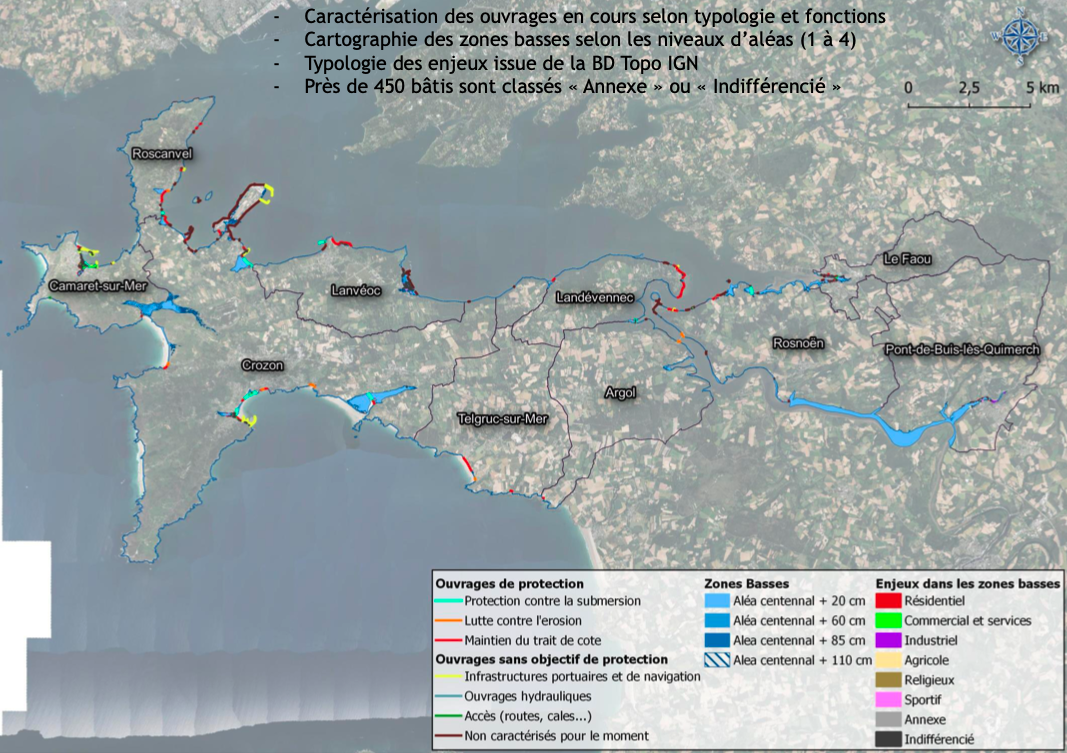 - Caractérisation des ouvrages en cours selon typologie et fonctions
- Cartographie des zones basses selon les niveaux d'aléas (1 à 4)
- Typologie des enjeux issue de la BD Topo IGN
- Près de 450 bâtis sont classés « Annexe » ou « Indifférencié »
N
W E
S
0 2,5 5 km
Roscanvel
Le Faou
Camaret-sur-Mer
Lanvéoc
Landévennec
Rosnoën
Pont-de-Buis-lès-Quimerch
Crozon
Argol
Telgruc-sur-Mer
Ouvrages de protection
Protection contre la submersion
Lutte contre l'erosion
Maintien du trait de cote
Ouvrages sans objectif de protection
Infrastructures portuaires et de navigation
Ouvrages hydrauliques
Accès (routes, cales...)
Non caractérisés pour le moment
Zones Basses
Aléa centennal + 20 cm
Aléa centennal + 60 cm
Alea centennal + 85 cm
Alea centennal + 110 cm
Enjeux dans les zones basses
Résidentiel
Commercial et services
Industriel
Agricole
Religieux
Sportif
Annexe
Indifférencié